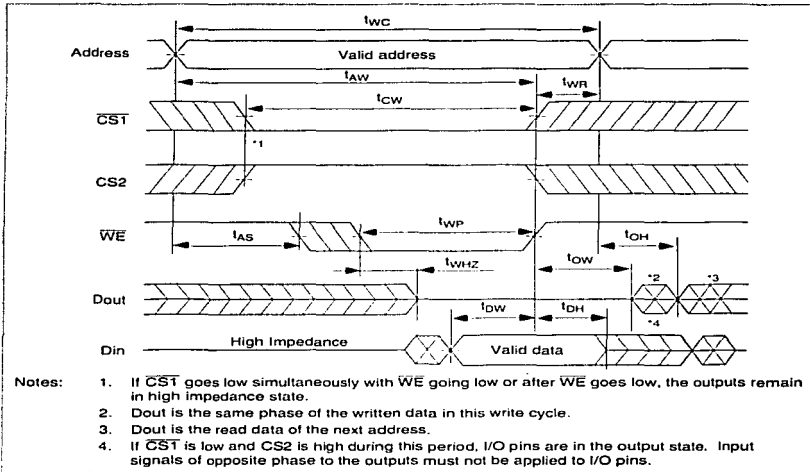 tWC
Address
Valid address
tAW
tWR
tCW
CS1
*1
CS2
tWP
WE
tAS
tOH
tWHZ
tOW
*2
*3
Dout
tDW
tDH
*4
High Impedance
Din
Valid data
Notes: 1. If CS1 goes low simultaneously with WE going low or after WE goes low, the outputs remain
in high impedance state.
2. Dout is the same phase of the written data in this write cycle.
3. Dout is the read data of the next address.
4. If CS1 is low and CS2 is high during this period, I/O pins are in the output state. Input
signals of opposite phase to the outputs must not be applied to I/O pins.